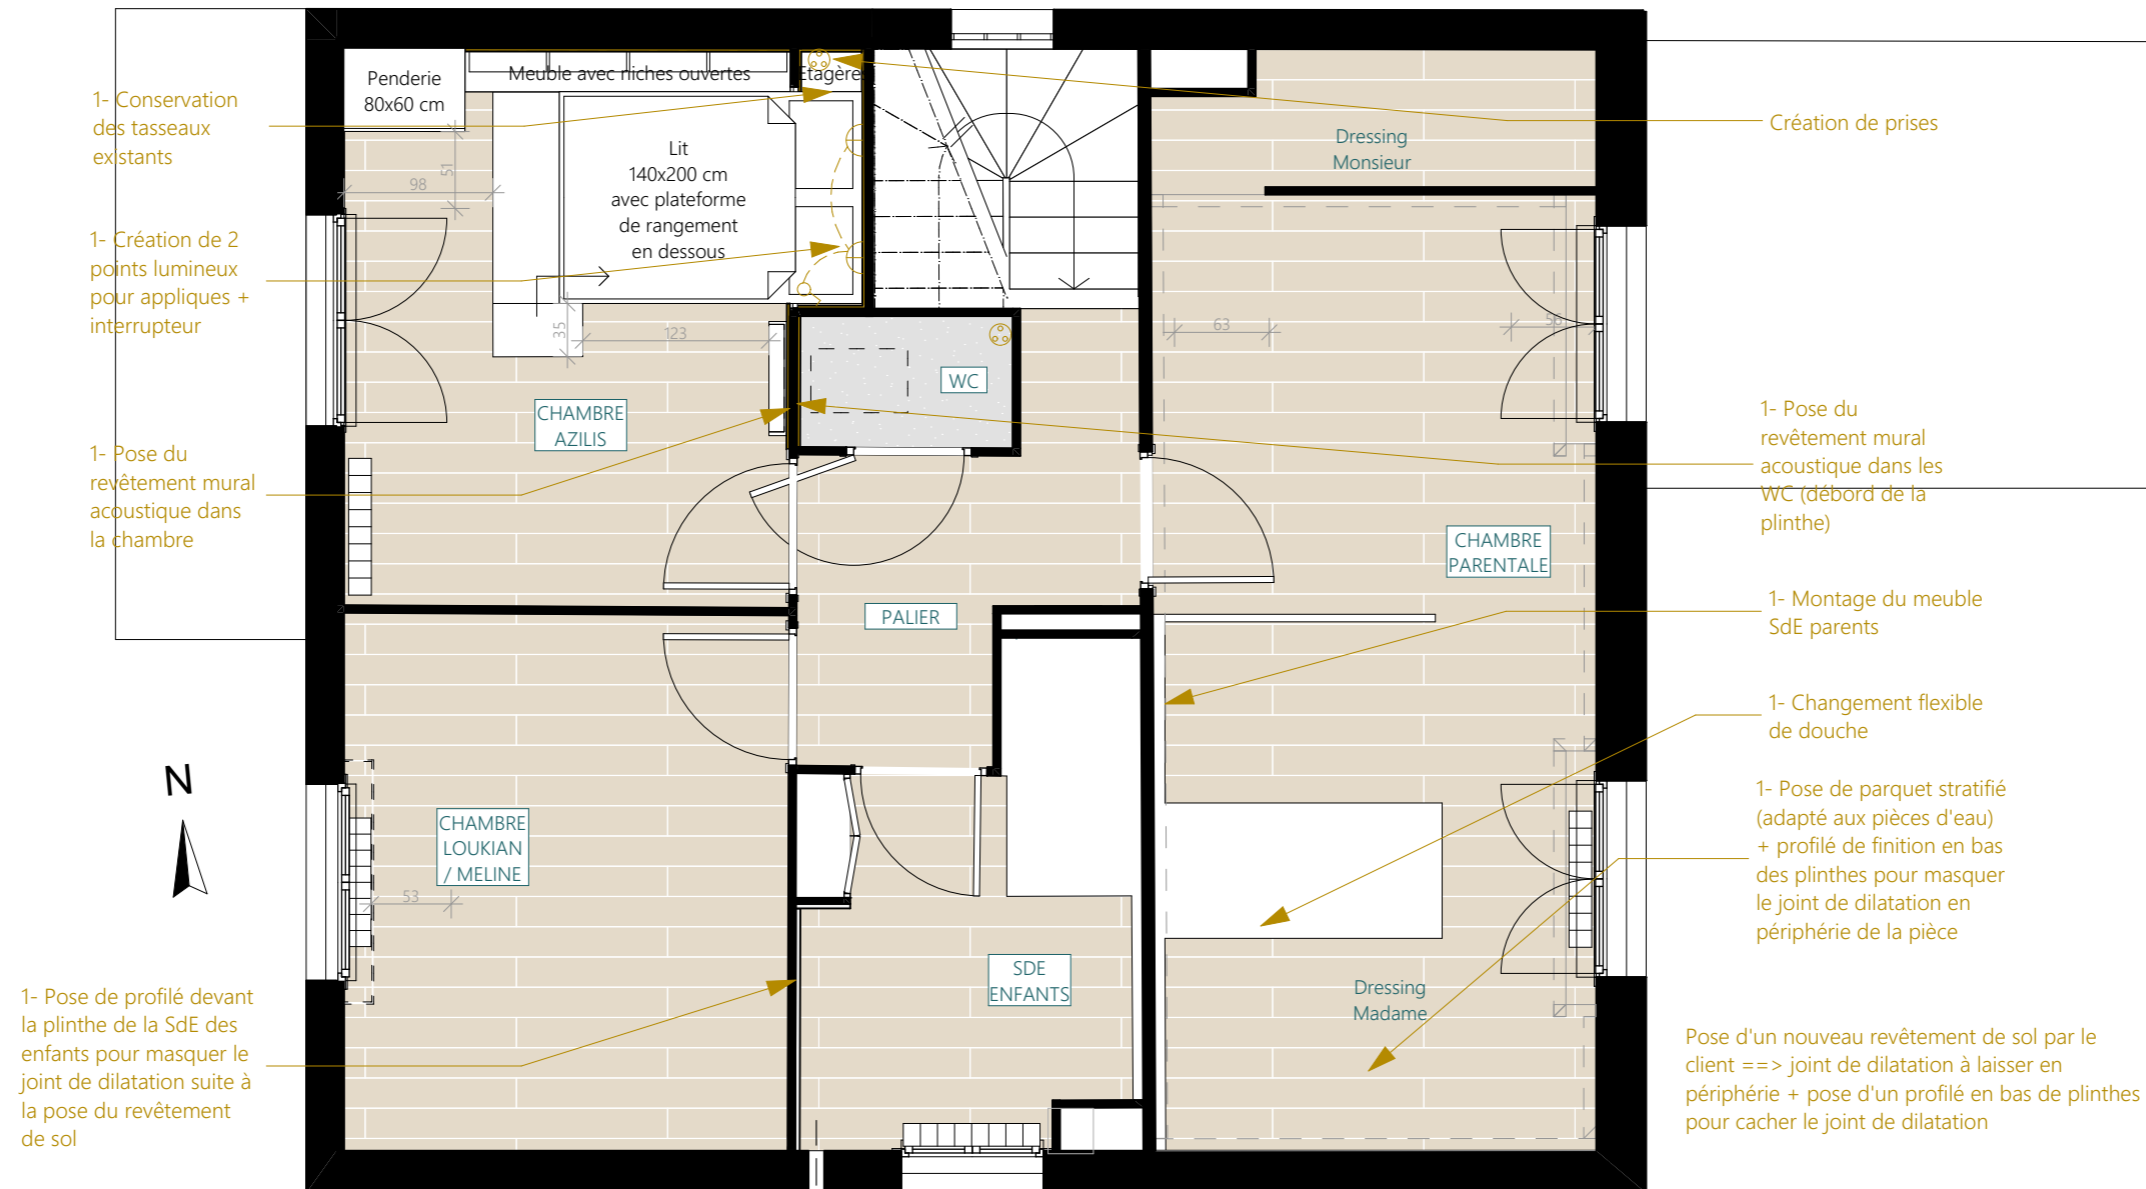 1- Conservation
des tasseaux
existants
1- Création de 2
points lumineux
pour appliques +
interrupteur
1- Pose du
revêtement mural
acoustique dans
la chambre
N
1- Pose de profilé devant
la plinthe de la SdE des
enfants pour masquer le
joint de dilatation suite à
la pose du revêtement
de sol
Penderie
80x60 cm
Meuble avec niches ouvertes
Etagère
Lit
140x200 cm
avec plateforme
de rangement
en dessous
98
51
35
123
CHAMBRE
AZILIS
WC
PALIER
CHAMBRE
LOUKIAN
/ MELINE
53
SDE
ENFANTS
Dressing
Monsieur
63
56
CHAMBRE
PARENTALE
Dressing
Madame
Création de prises
1- Pose du
revêtement mural
acoustique dans les
WC (débord de la
plinthe)
1- Montage du meuble
SdE parents
1- Changement flexible
de douche
1- Pose de parquet stratifié
(adapté aux pièces d'eau)
+ profilé de finition en bas
des plinthes pour masquer
le joint de dilatation en
périphérie de la pièce
Pose d'un nouveau revêtement de sol par le
client ==> joint de dilatation à laisser en
périphérie + pose d'un profilé en bas de plinthes
pour cacher le joint de dilatation